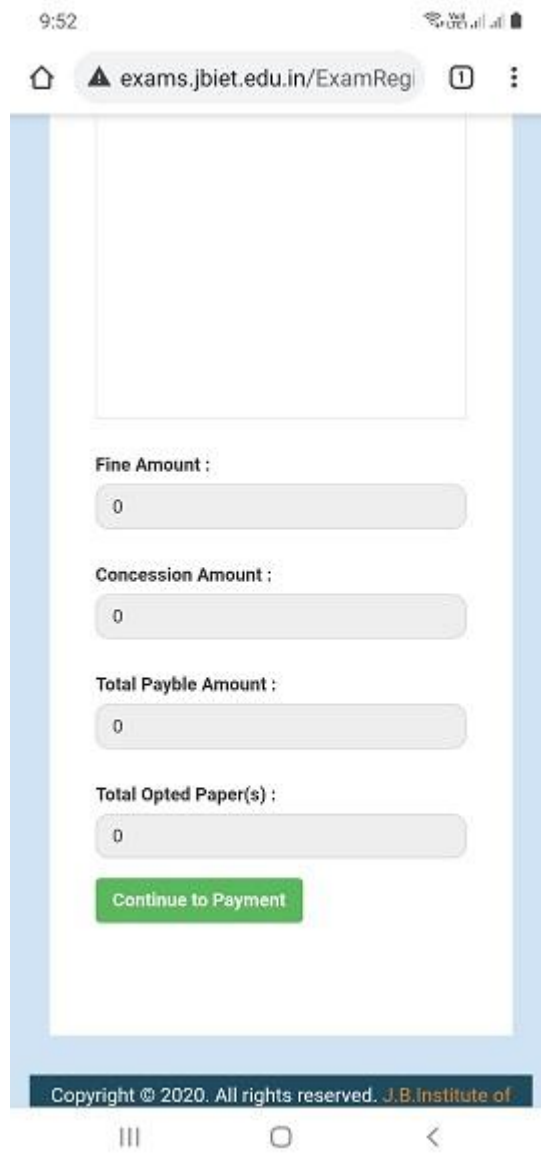 9:52
exams.jbiet.edu.in/ExamRegi
1
Fine Amount :
0
Concession Amount :
0
Total Payble Amount :
0
Total Opted Paper(s) :
0
Continue to Payment
Copyright © 2020. All rights reserved. J.B.Institute of